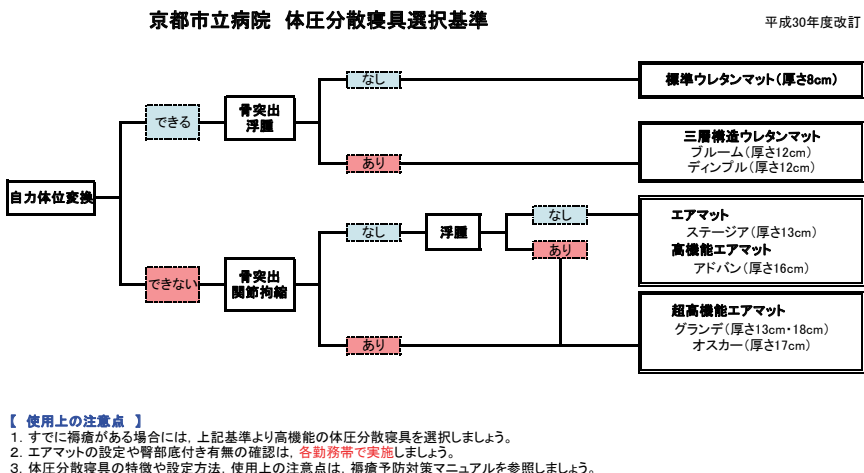 京都市立病院 体圧分散寝具選択基準
平成30年度改訂
自力体位変換
できる
骨突出
浮腫
なし
標準ウレタンマット(厚さ8cm)
あり
三層構造ウレタンマット
ブルーム(厚さ12cm)
ディンプル(厚さ12cm)
できない
骨突出
関節拘縮
なし
浮腫
なし
エアマット
ステージア(厚さ13cm)
高機能エアマット
アドバン(厚さ16cm)
あり
あり
超高機能エアマット
グランデ(厚さ13cm・18cm)
オスカー(厚さ17cm)
【 使用上の注意点 】
1. すでに褥瘡がある場合には, 上記基準より高機能の体圧分散寝具を選択しましょう。
2. エアマットの設定や臀部底付き有無の確認は, 各勤務帯で実施しましょう。
3. 体圧分散寝具の特徴や設定方法, 使用上の注意点は, 褥瘡予防対策マニュアルを参照しましょう。